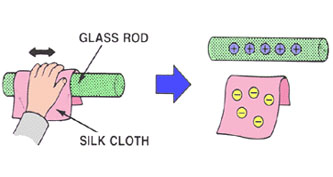 GLASS ROD
SILK CLOTH
+ + + + +
− − − − −